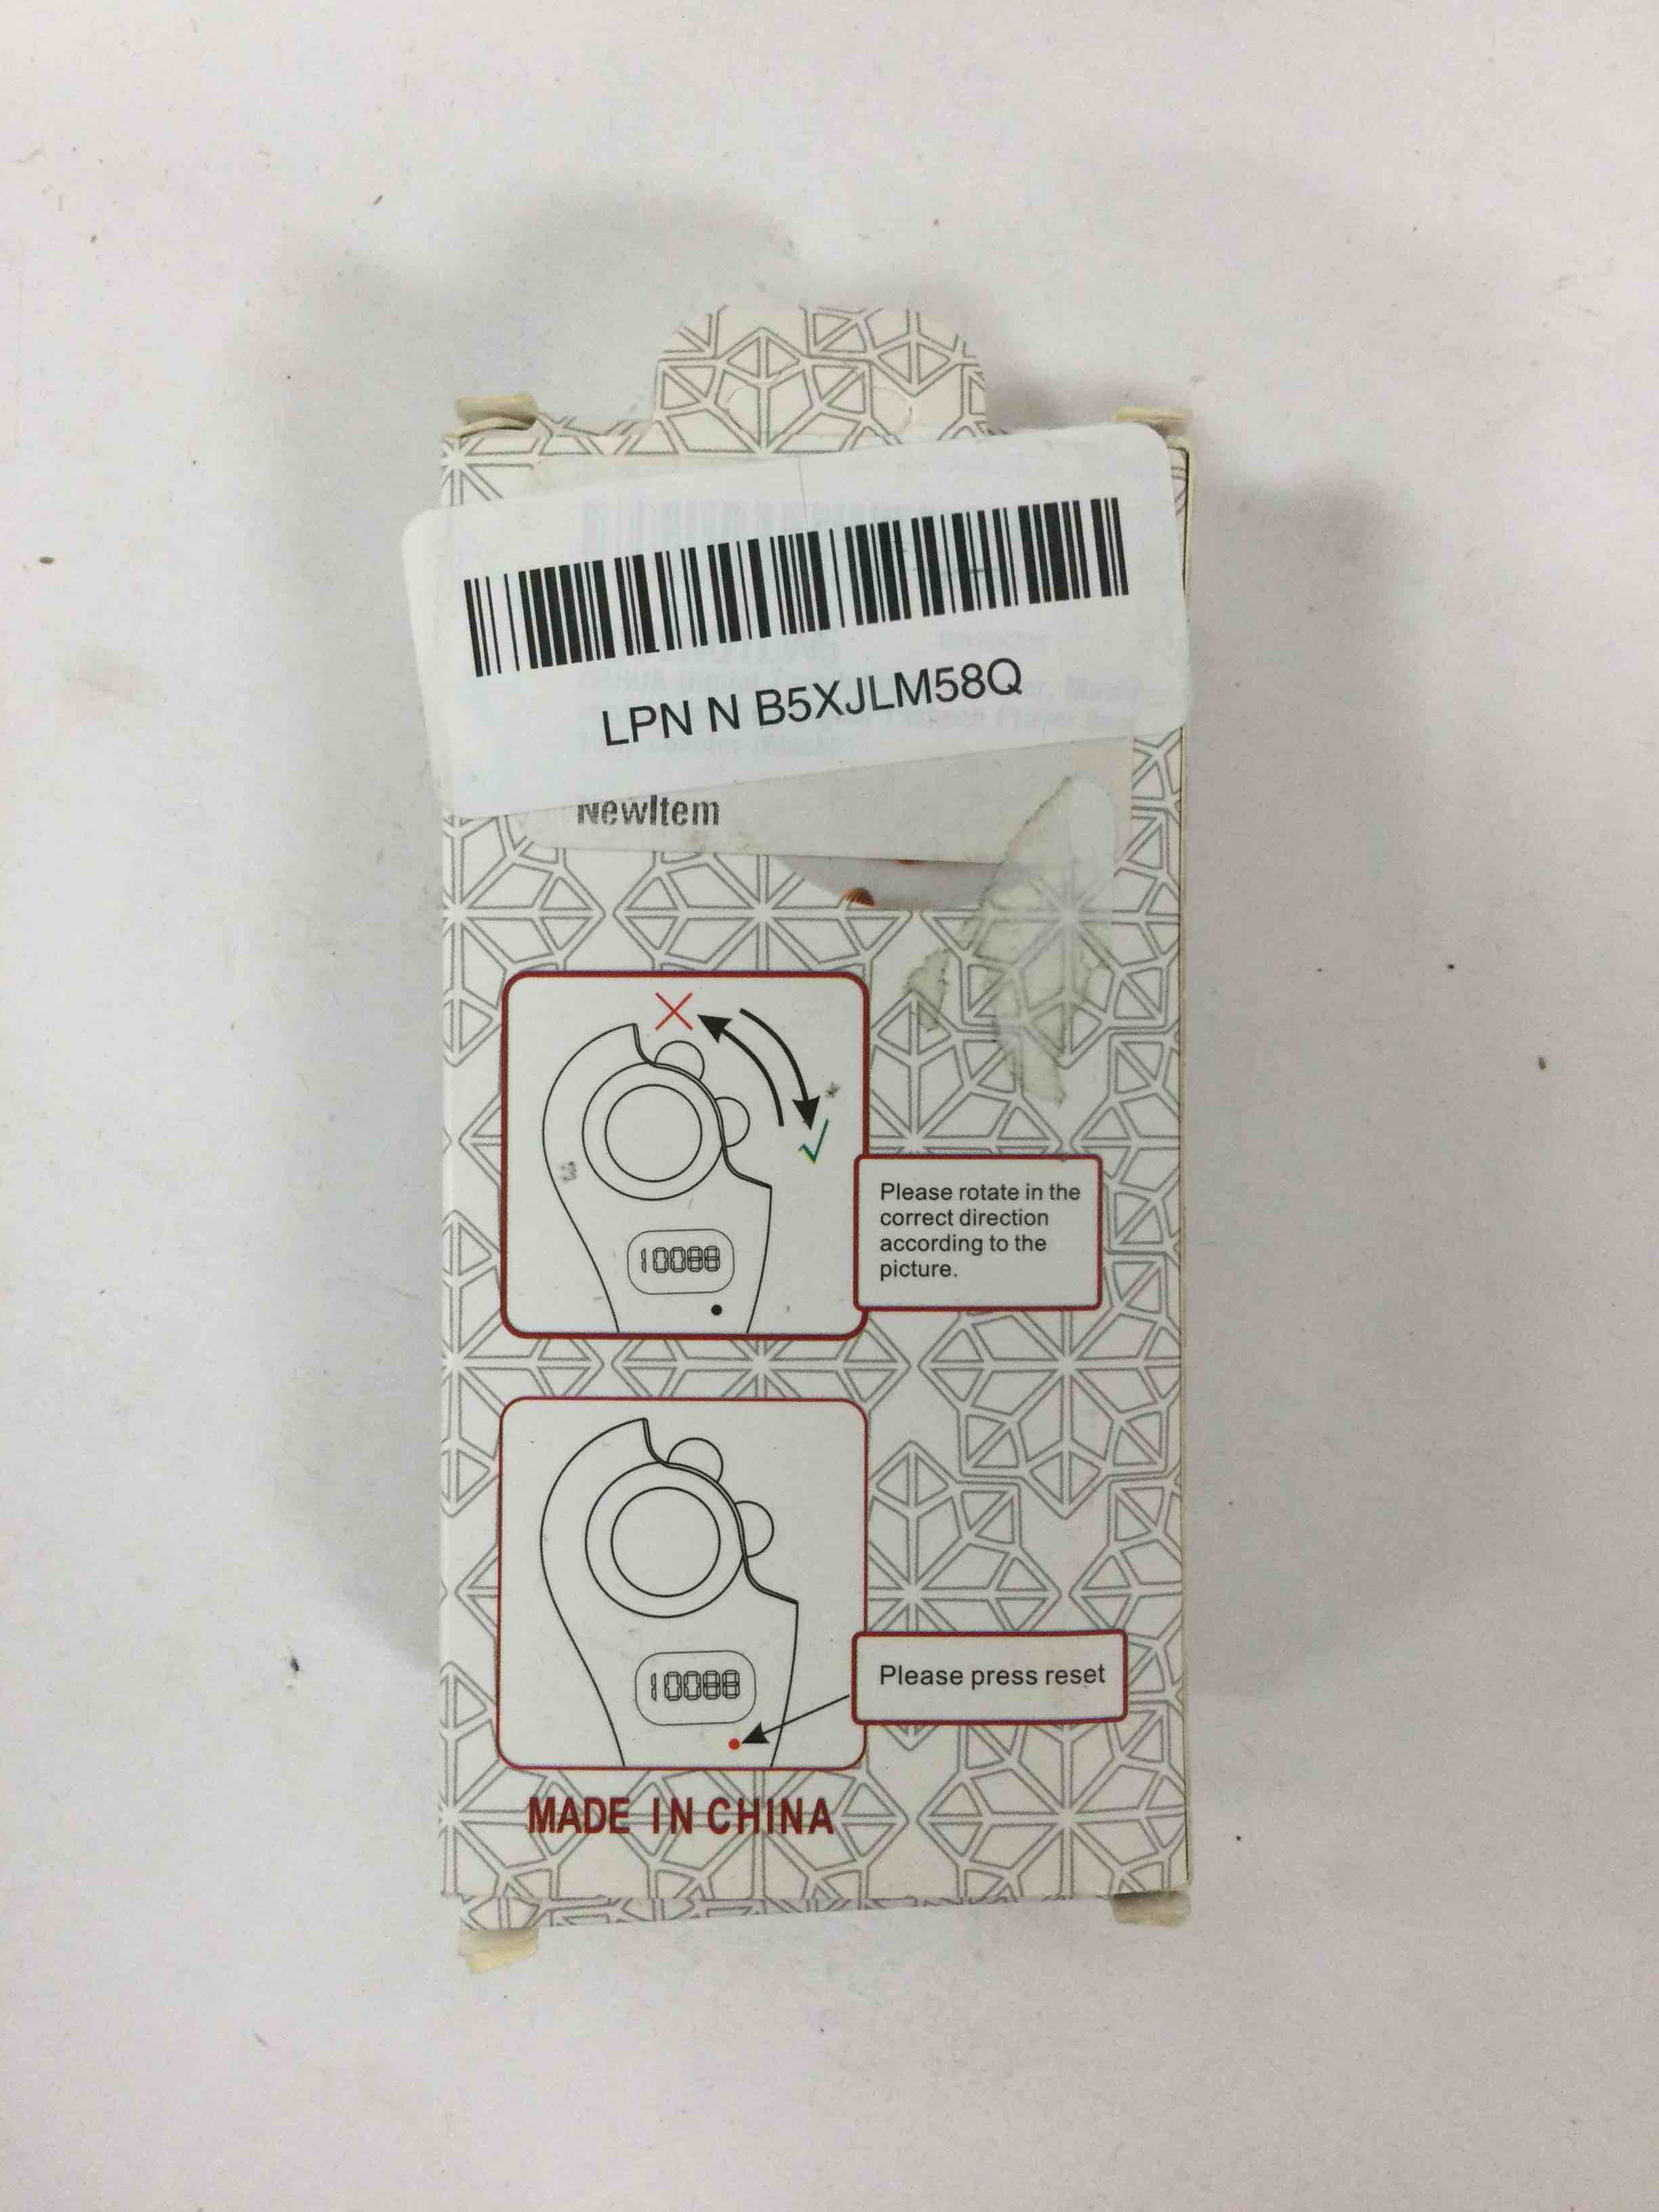 LPN N B5XJLM58Q
NewItem
10088
Please rotate in the
correct direction
according to the
picture.
10088
Please press reset
MADE IN CHINA